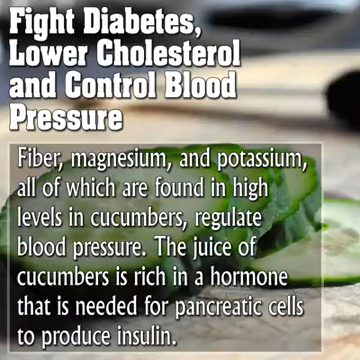 Fight Diabetes,
Lower Cholesterol
and Control Blood
Pressure
Fiber, magnesium, and potassium,
all of which are found in high
levels in cucumbers, regulate
blood pressure. The juice of
cucumbers is rich in a hormone
that is needed for pancreatic cells
to produce insulin.